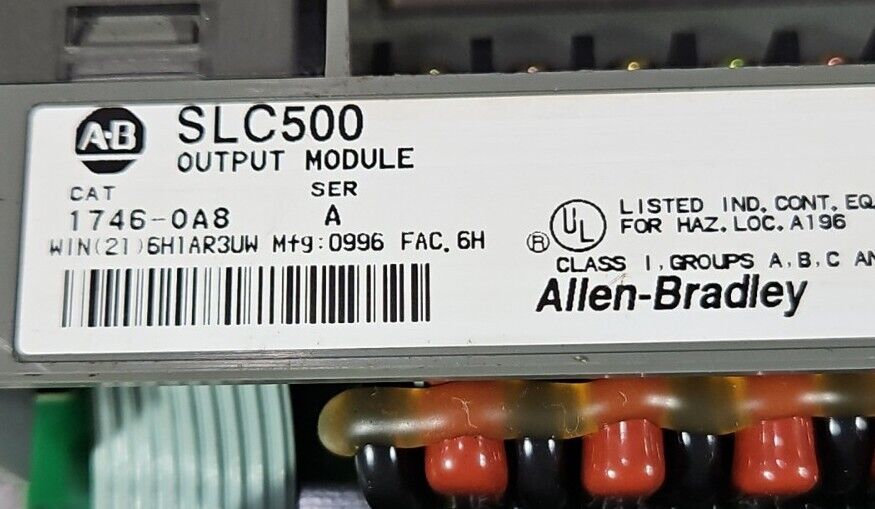 A-B
SLC500
OUTPUT MODULE
CAT SER
1746-OA8 A
WIN(21)6H1AR3UW Mfg:0996 FAC. 6H
UL ®
LISTED IND. CONT. EQ
FOR HAZ. LOC. A196
CLASS I, GROUPS A, B, C AN
Allen-Bradley